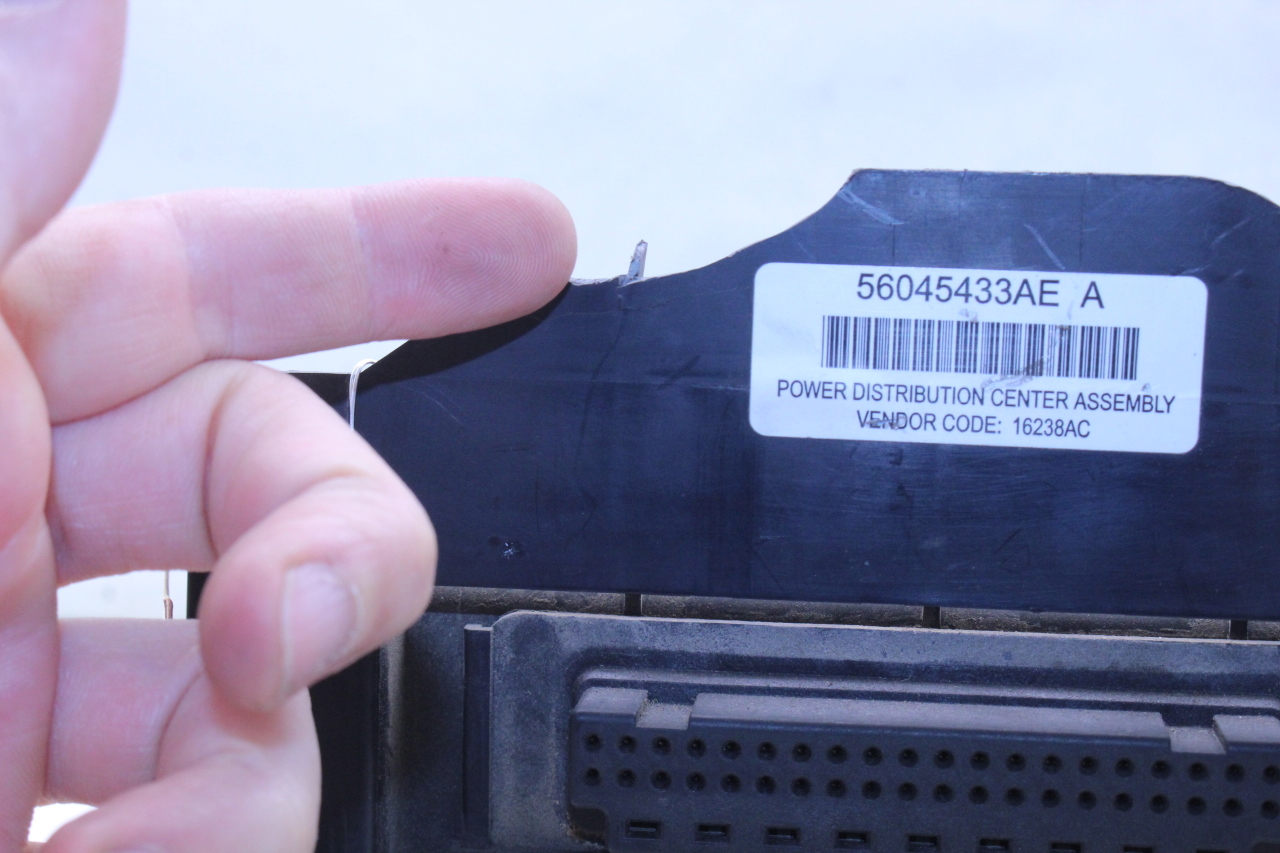 56045433AE A
POWER DISTRIBUTION CENTER ASSEMBLY
VENDOR CODE: 16238AC